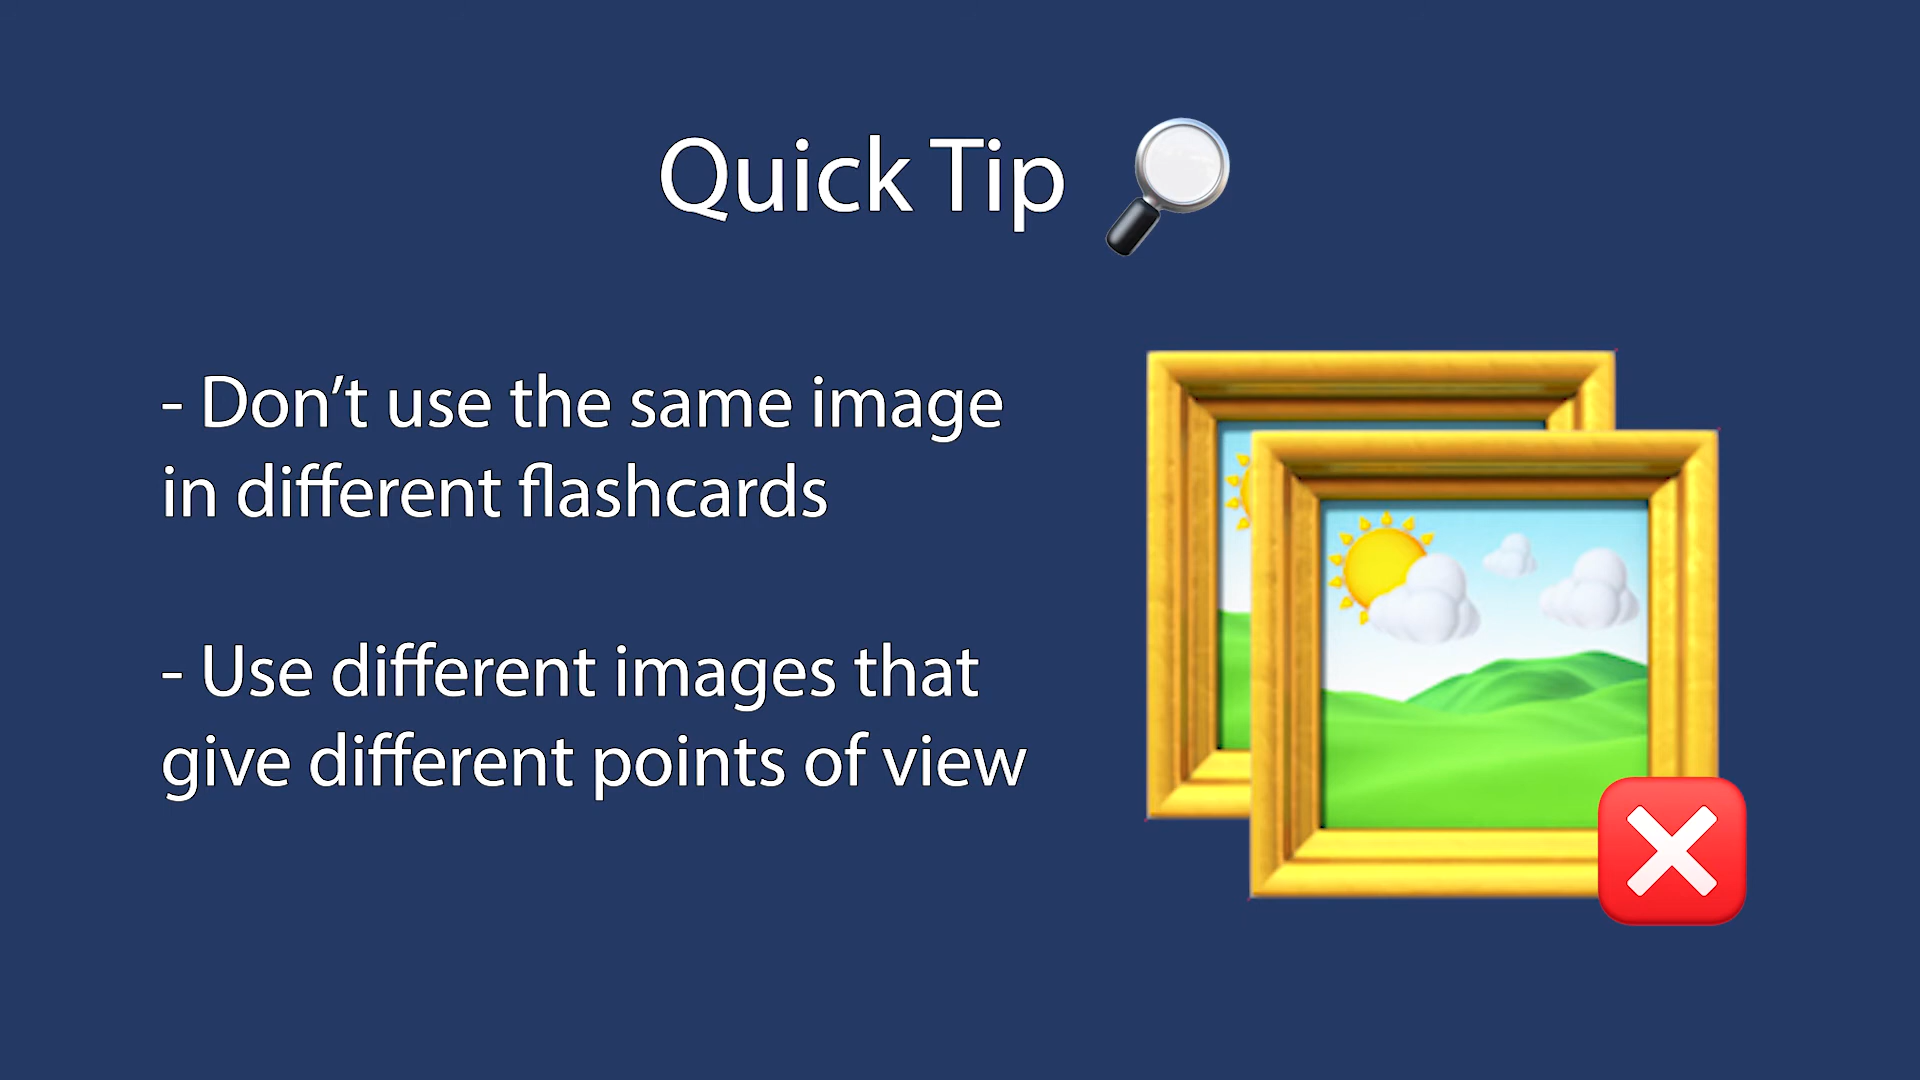 Quick Tip
- Don’t use the same image
in different flashcards
- Use different images that
give different points of view